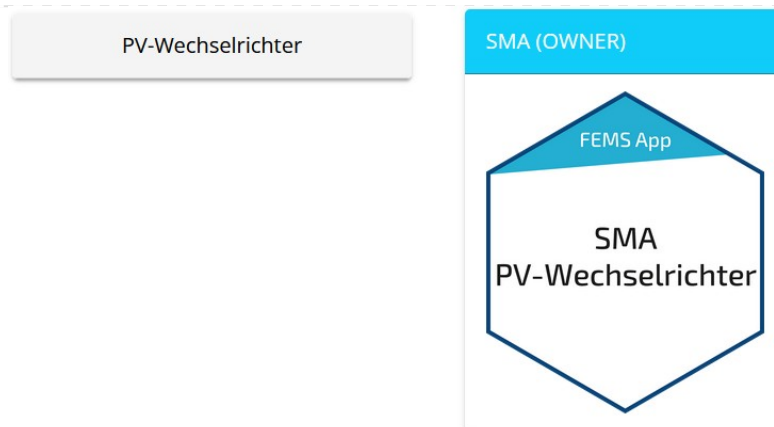 PV-Wechselrichter
SMA (OWNER)
FEMS App
SMA
PV-Wechselrichter